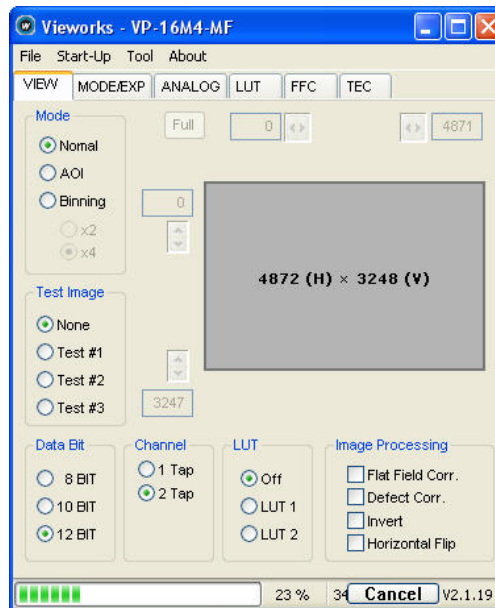 Vieworks - VP-16M4-MF
File Start-Up Tool About
VIEW MODE/EXP ANALOG LUT FFC TEC
Mode
Full 0 4871
Nomal
AOI
Binning 0
x2
x4
4872 (H) × 3248 (V)
Test Image
None
Test #1
Test #2
Test #3 3247
Data Bit Channel LUT Image Processing
8 BIT 1 Tap Off Flat Field Corr.
10 BIT 2 Tap LUT 1 Defect Corr.
12 BIT LUT 2 Invert
Horizontal Flip
23 % 34 Cancel V2.1.19